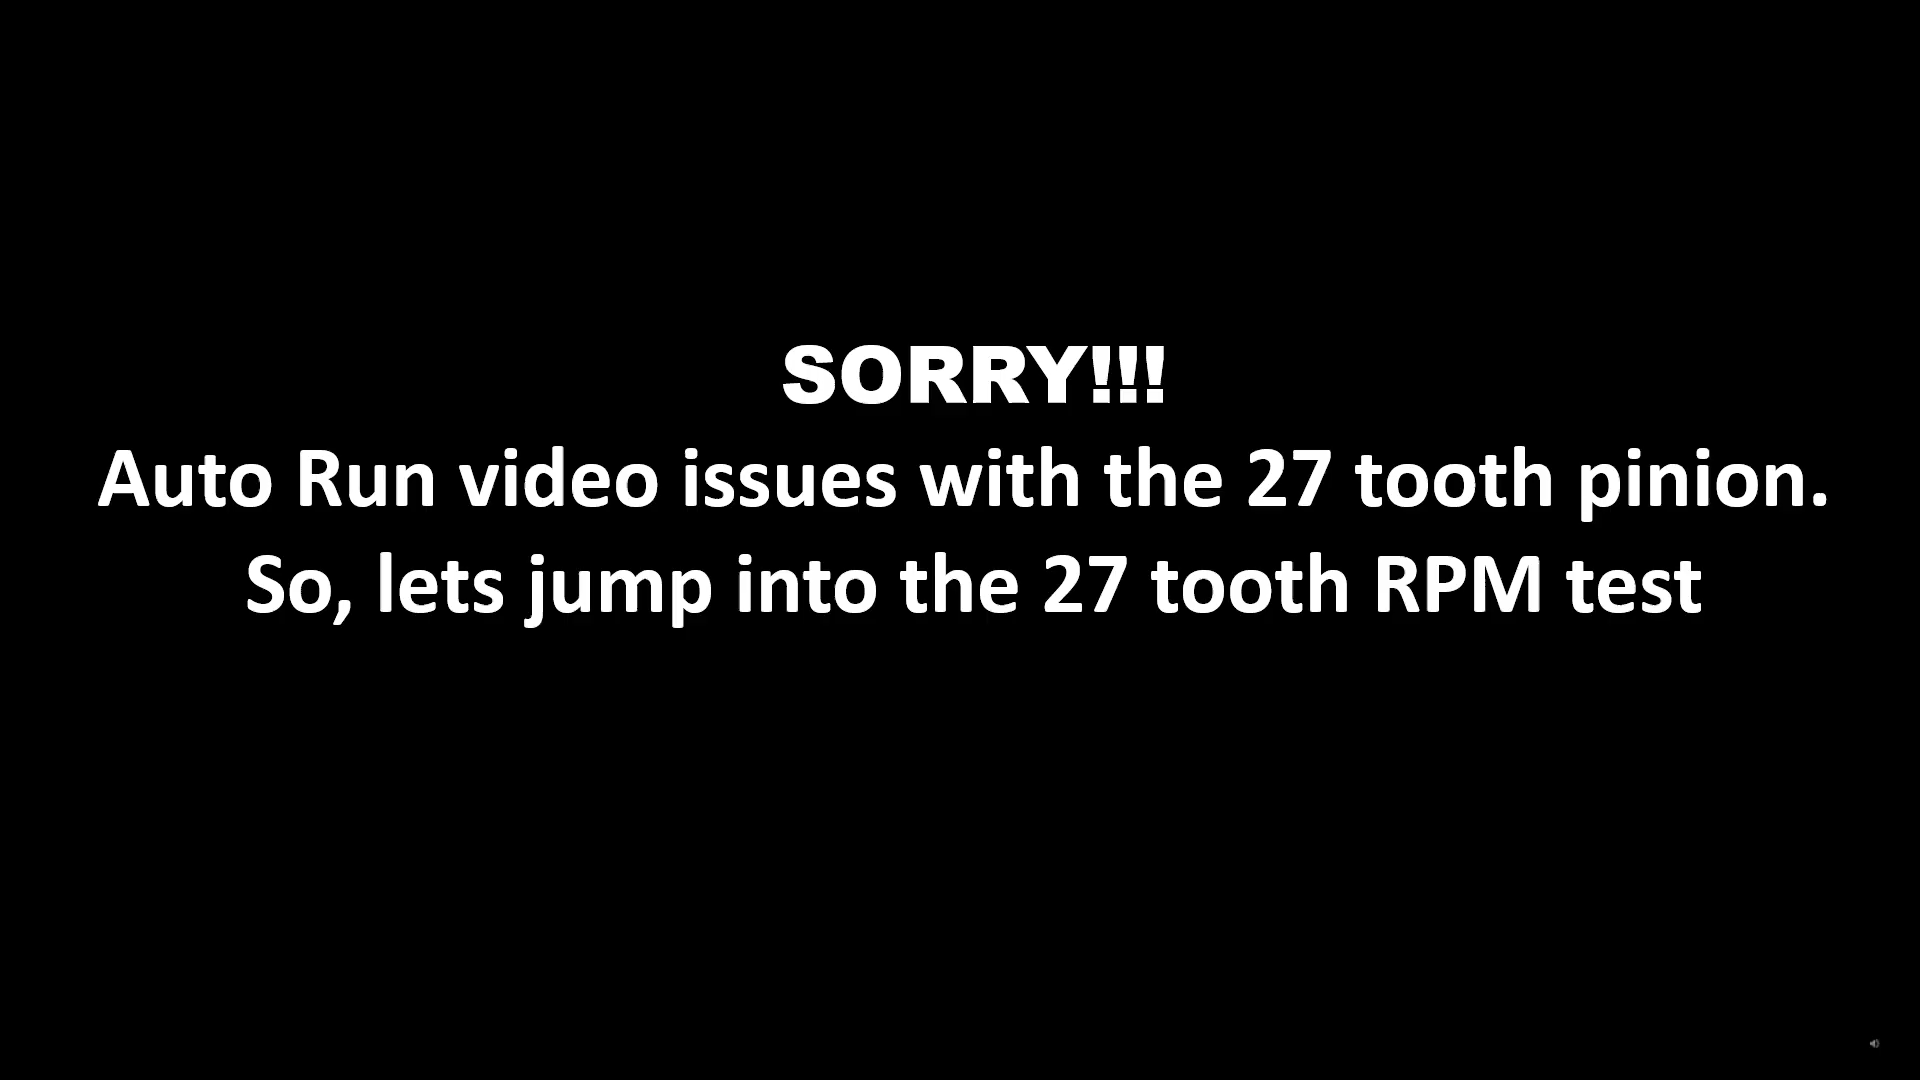 SORRY!!!
Auto Run video issues with the 27 tooth pinion.
So, lets jump into the 27 tooth RPM test